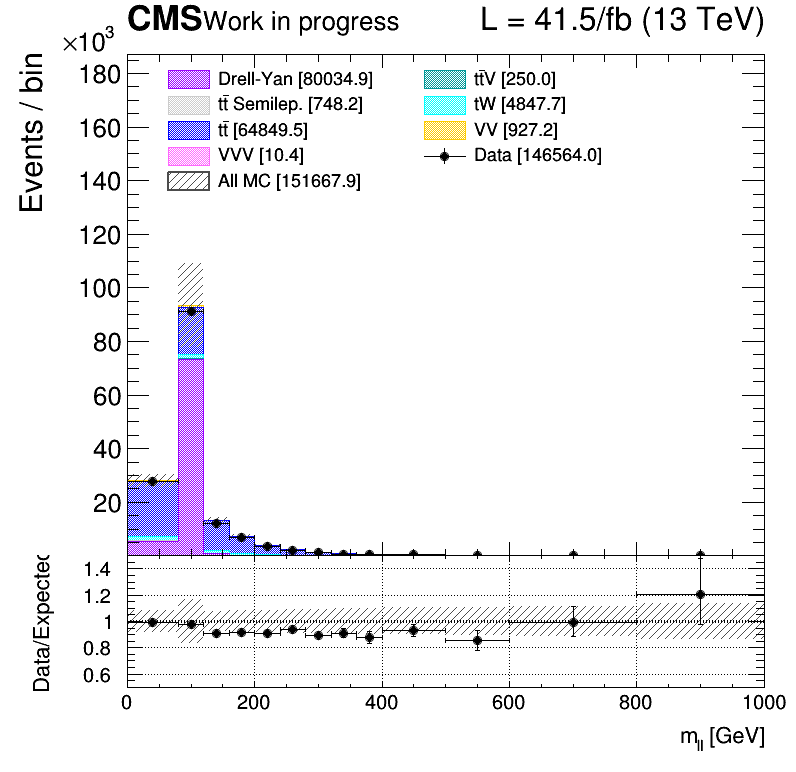 CMS Work in progress L = 41.5/fb (13 TeV)
×10³
Events / bin
180
160
140
120
100
80
60
40
20
Drell-Yan [80034.9]
tt̄ Semilep. [748.2]
tt̄ [64849.5]
VVV [10.4]
All MC [151667.9]
tt̄V [250.0]
tW [4847.7]
VV [927.2]
Data [146564.0]
Data/Expected
1.4
1.2
1
0.8
0.6
0 200 400 600 800 1000
m_ll [GeV]